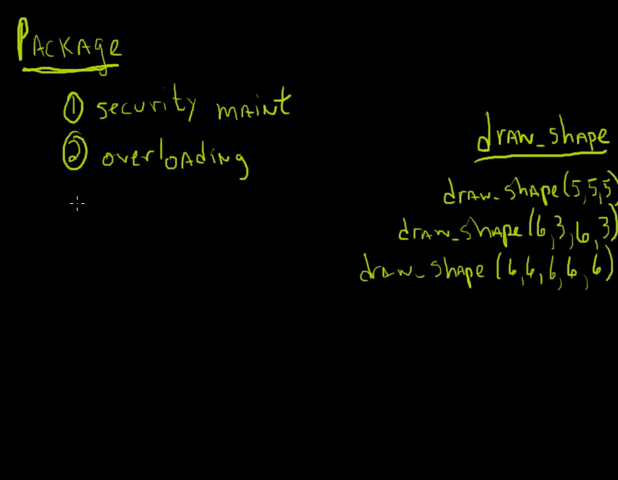 Package
① security maint
② overloading
draw_shape
draw_shape(5,5,5)
draw_shape(6,3,6,3)
draw_shape(6,6,6,6,6)